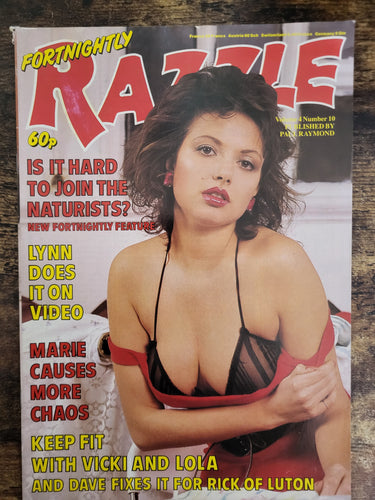 FORTNIGHTLY
RAZZLE
60p
Volume 4 Number 10
PUBLISHED BY
PAUL RAYMOND
IS IT HARD
TO JOIN THE
NATURISTS?
NEW FORTNIGHTLY FEATURE
LYNN
DOES
IT ON
VIDEO
MARIE
CAUSES
MORE
CHAOS
KEEP FIT
WITH VICKI AND LOLA
AND DAVE FIXES IT FOR RICK OF LUTON